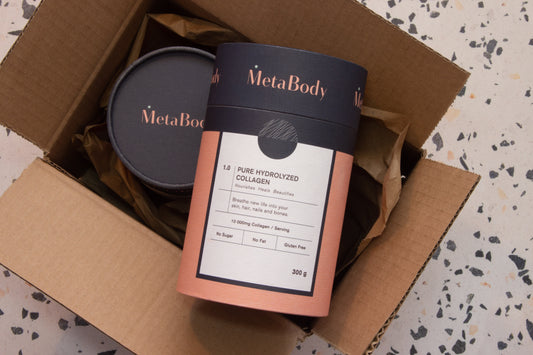 MetaBody
MetaBody
1.0
PURE HYDROLYZED
COLLAGEN
Nourishes Heals Beautifies
Breathe new life into your
skin, hair, nails and bones.
10 000mg Collagen / Serving
No Sugar
No Fat
Gluten Free
300 g